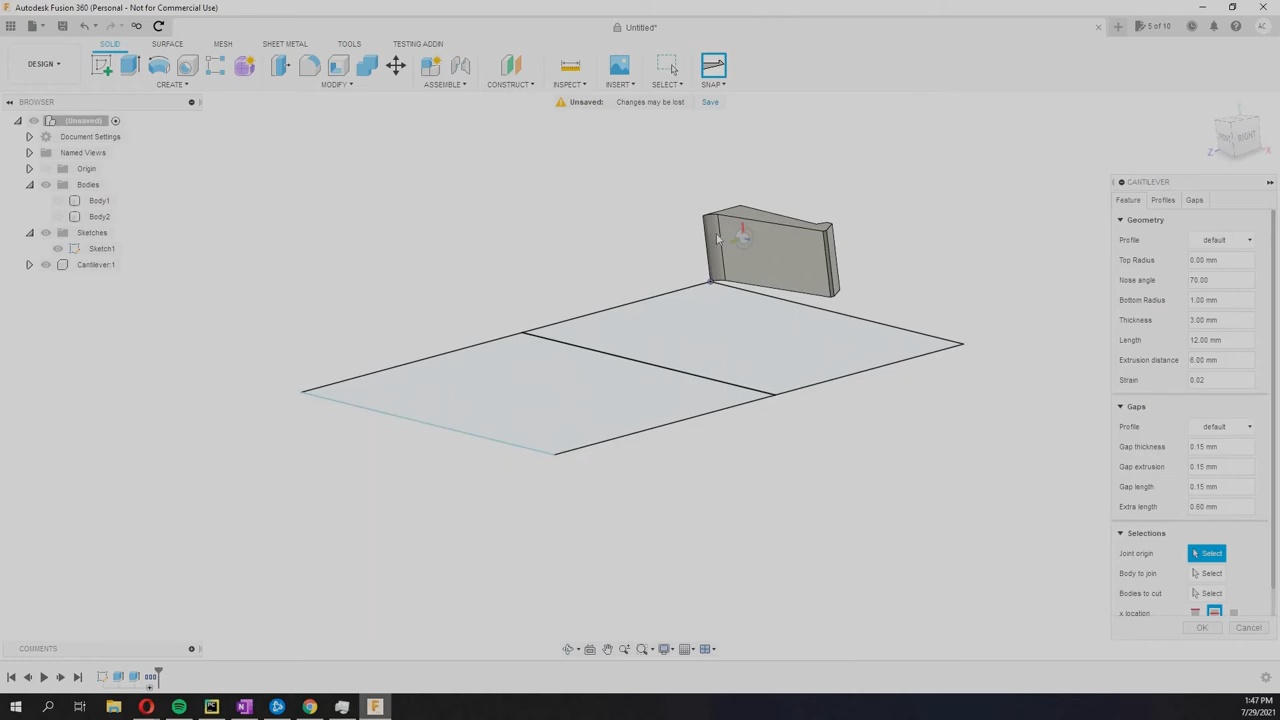 Autodesk Fusion 360 (Personal - Not for Commercial Use)
Untitled*
5 of 10
AC
DESIGN
SOLID
SURFACE
MESH
SHEET METAL
TOOLS
TESTING ADDIN
CREATE
MODIFY
ASSEMBLE
CONSTRUCT
INSPECT
INSERT
SELECT
SNAP
Unsaved: Changes may be lost Save
BROWSER
(Unsaved)
Document Settings
Named Views
Origin
Bodies
Body1
Body2
Sketches
Sketch1
Cantilever:1
RIGHT
Z
X
CANTILEVER
Feature Profiles Gaps
Geometry
Profile default
Top Radius 0.00 mm
Nose angle 70.00
Bottom Radius 1.00 mm
Thickness 3.00 mm
Length 12.00 mm
Extrusion distance 6.00 mm
Strain 0.02
Gaps
Profile default
Gap thickness 0.15 mm
Gap extrusion 0.15 mm
Gap length 0.15 mm
Extra length 0.60 mm
Selections
Joint origin Select
Body to join Select
Bodies to cut Select
x location
OK Cancel
COMMENTS
1:47 PM
7/29/2021